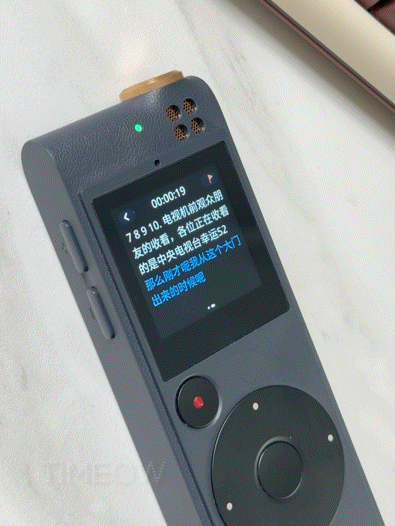 00:00:19
7 8 9 10. 电视机前观众朋
友的收看，各位正在收看
的是中央电视台幸运52
那么刚才呢我从这个大门
出来的时候呢
TIMEOW